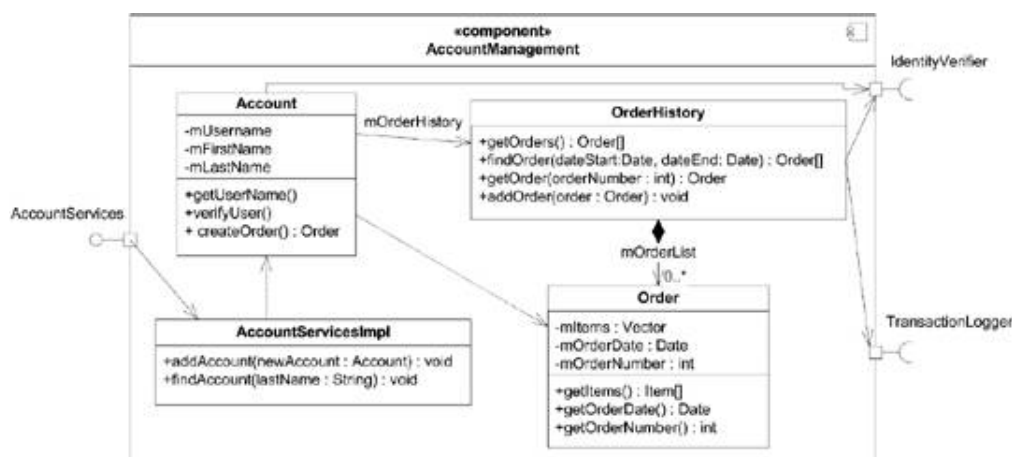 «component»
AccountManagement
IdentityVerifier
Account
-mUsername
-mFirstName
-mLastName
+getUserName()
+verifyUser()
+ createOrder() : Order
mOrderHistory
OrderHistory
+getOrders() : Order[]
+findOrder(dateStart:Date, dateEnd: Date) : Order[]
+getOrder(orderNumber : int) : Order
+addOrder(order : Order) : void
AccountServices
mOrderList
0..*
AccountServicesImpl
+addAccount(newAccount : Account) : void
+findAccount(lastName : String) : void
Order
-mItems : Vector
-mOrderDate : Date
-mOrderNumber : int
+getItems() : Item[]
+getOrderDate() : Date
+getOrderNumber() : int
TransactionLogger